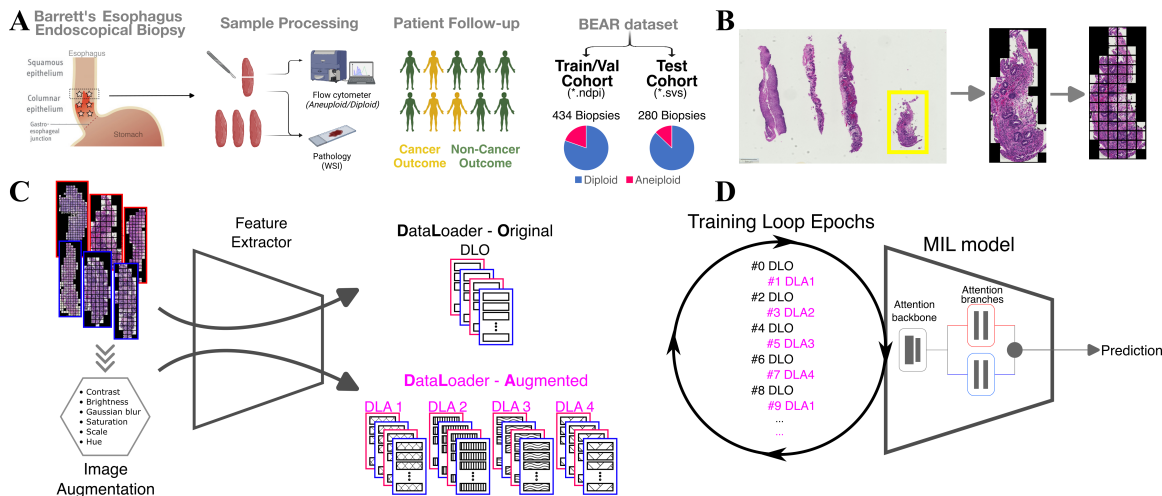 A
Barrett's Esophagus
Endoscopical Biopsy
Esophagus
Squamous
epithelium
Columnar
epithelium
Gastro-
esophageal
junction
Stomach
Sample Processing
Flow cytometer
(Aneuploid/Diploid)
Pathology
(WSI)
Patient Follow-up
Cancer
Outcome
Non-Cancer
Outcome
BEAR dataset
Train/Val
Cohort
(*.ndpi)
434 Biopsies
Test
Cohort
(*.svs)
280 Biopsies
Diploid
Aneiploid
B
C
Feature
Extractor
• Contrast
• Brightness
• Gaussian blur
• Saturation
• Scale
• Hue
Image
Augmentation
DataLoader - Original
DLO
DataLoader - Augmented
DLA 1
DLA 2
DLA 3
DLA 4
D
Training Loop Epochs
#0 DLO
#1 DLA1
#2 DLO
#3 DLA2
#4 DLO
#5 DLA3
#6 DLO
#7 DLA4
#8 DLO
#9 DLA1
...
...
MIL model
Attention
backbone
Attention
branches
Prediction